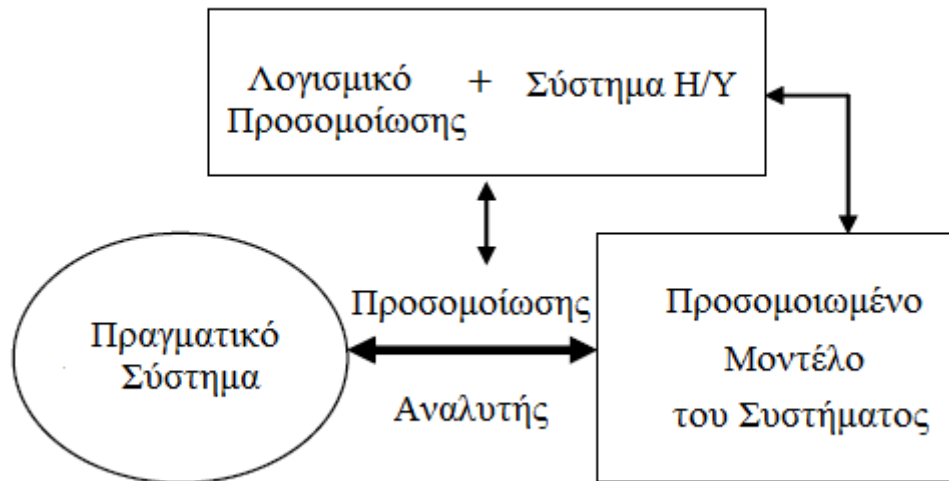 Λογισμικό + Σύστημα Η/Υ
Προσομοίωσης
Προσομοίωσης
Αναλυτής
Πραγματικό
Σύστημα
Προσομοιωμένο
Μοντέλο
του Συστήματος